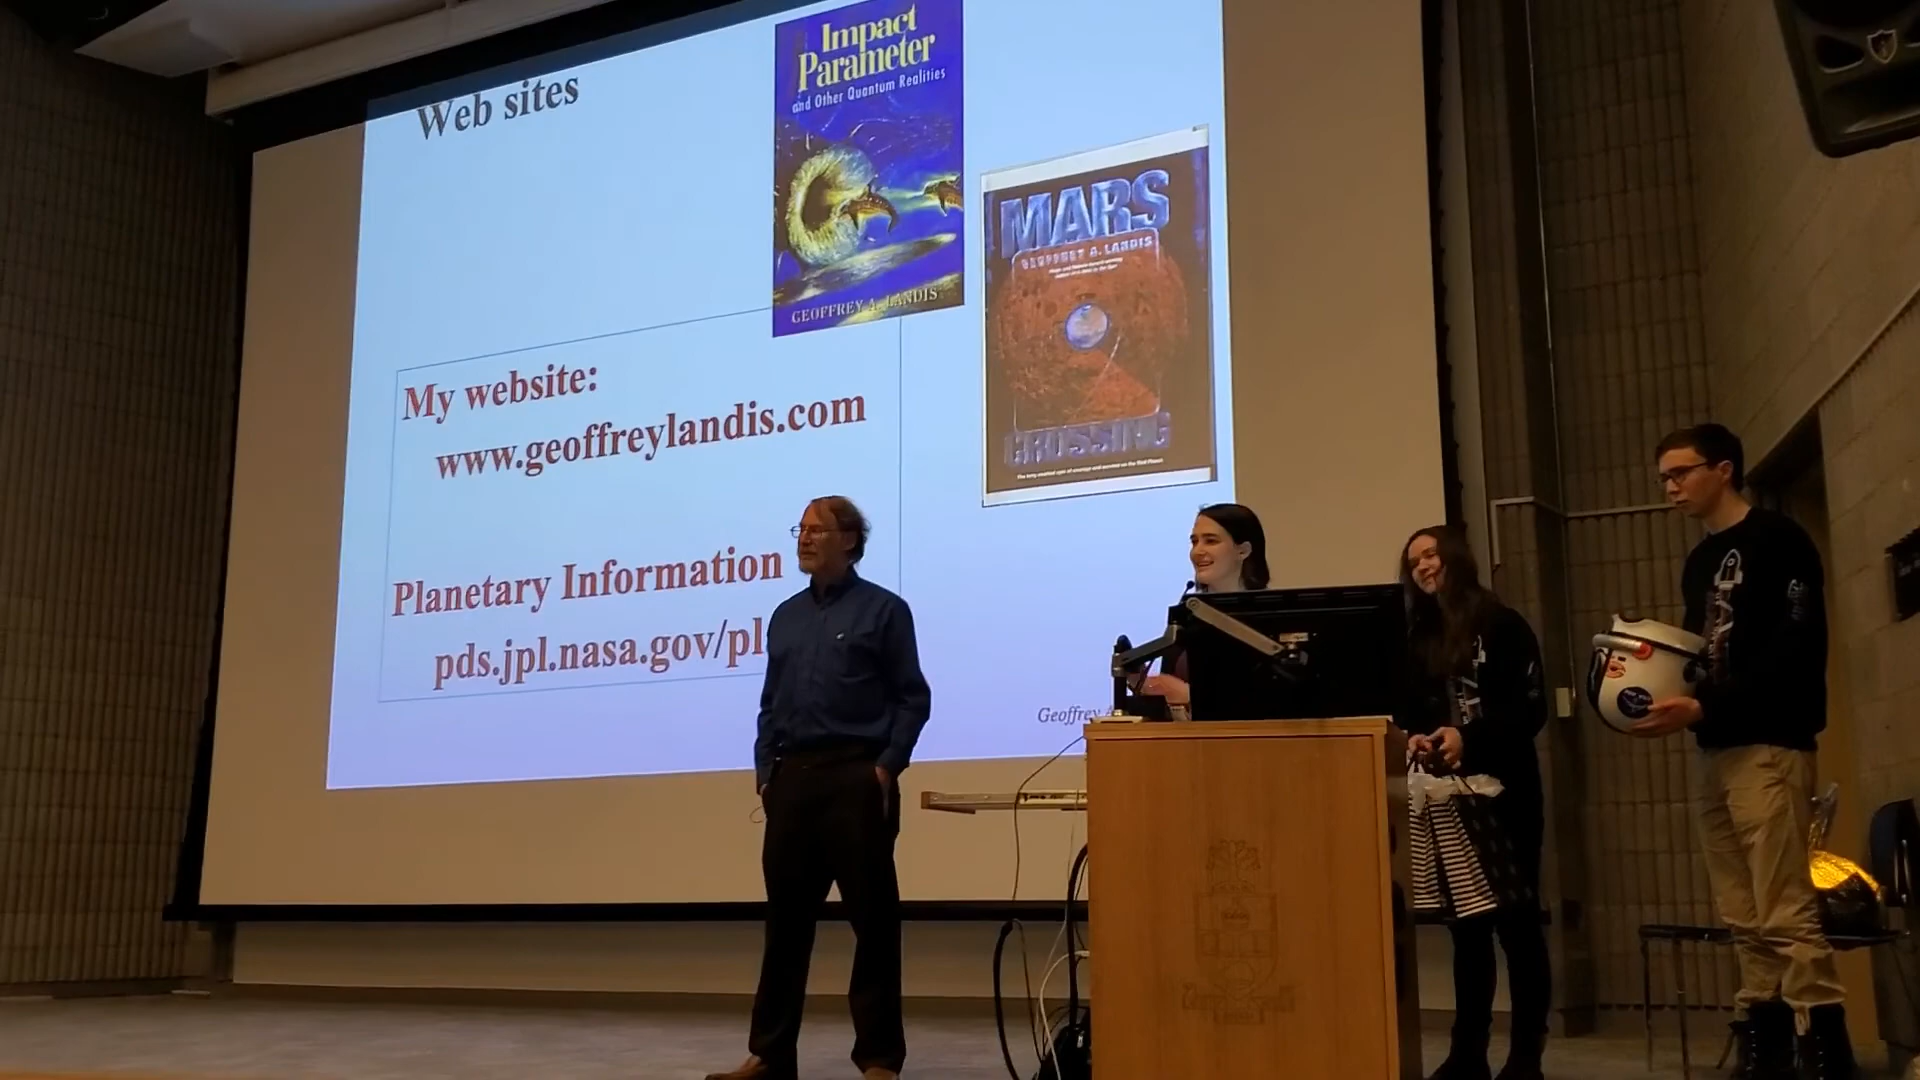 Web sites
Impact
Parameter
and Other Quantum Realities
GEOFFREY A. LANDIS
MARS
GEOFFREY A. LANDIS
CROSSING
My website:
www.geoffreylandis.com
Planetary Information
pds.jpl.nasa.gov/pl
Geoffrey A